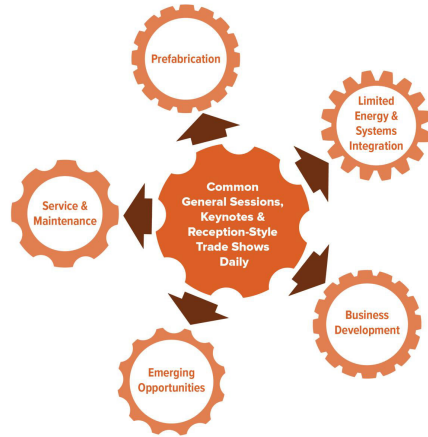 Prefabrication
Limited
Energy &
Systems
Integration
Common
General Sessions,
Keynotes &
Reception-Style
Trade Shows
Daily
Service &
Maintenance
Business
Development
Emerging
Opportunities